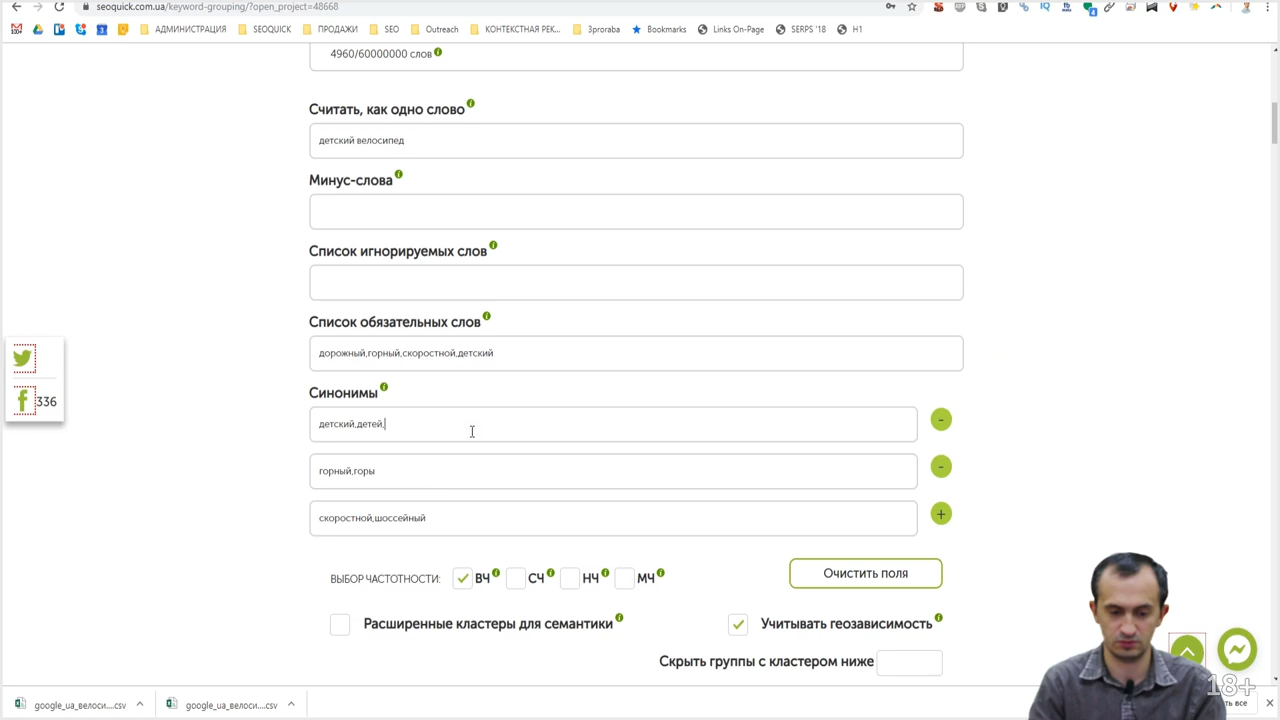 seoquick.com.ua/keyword-grouping/?open_project=48668
АДМИНИСТРАЦИЯ SEOQUICK ПРОДАЖИ SEO Outreach КОНТЕКСТНАЯ РЕК... 3proraba Bookmarks Links On-Page SERPS '18 H1
4960/60000000 слов
Считать, как одно слово
детский велосипед
Минус-слова
Список игнорируемых слов
Список обязательных слов
дорожный,горный,скоростной,детский
Синонимы
детский,детей,
-
горный,горы
-
скоростной,шоссейный
+
336
ВЫБОР ЧАСТОТНОСТИ: ВЧ СЧ НЧ МЧ
Очистить поля
Расширенные кластеры для семантики
Учитывать геозависимость
Скрыть группы с кластером ниже
18+
google_ua_велоси....csv
google_ua_велоси....csv
ть все